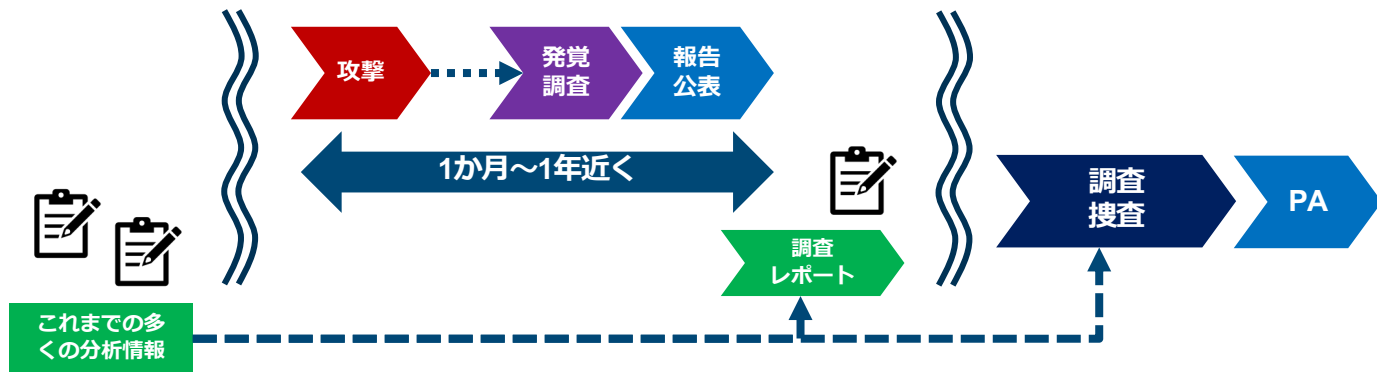 攻撃
発覚
調査
報告
公表
1か月～1年近く
調査
レポート
調査
捜査
PA
これまでの多
くの分析情報